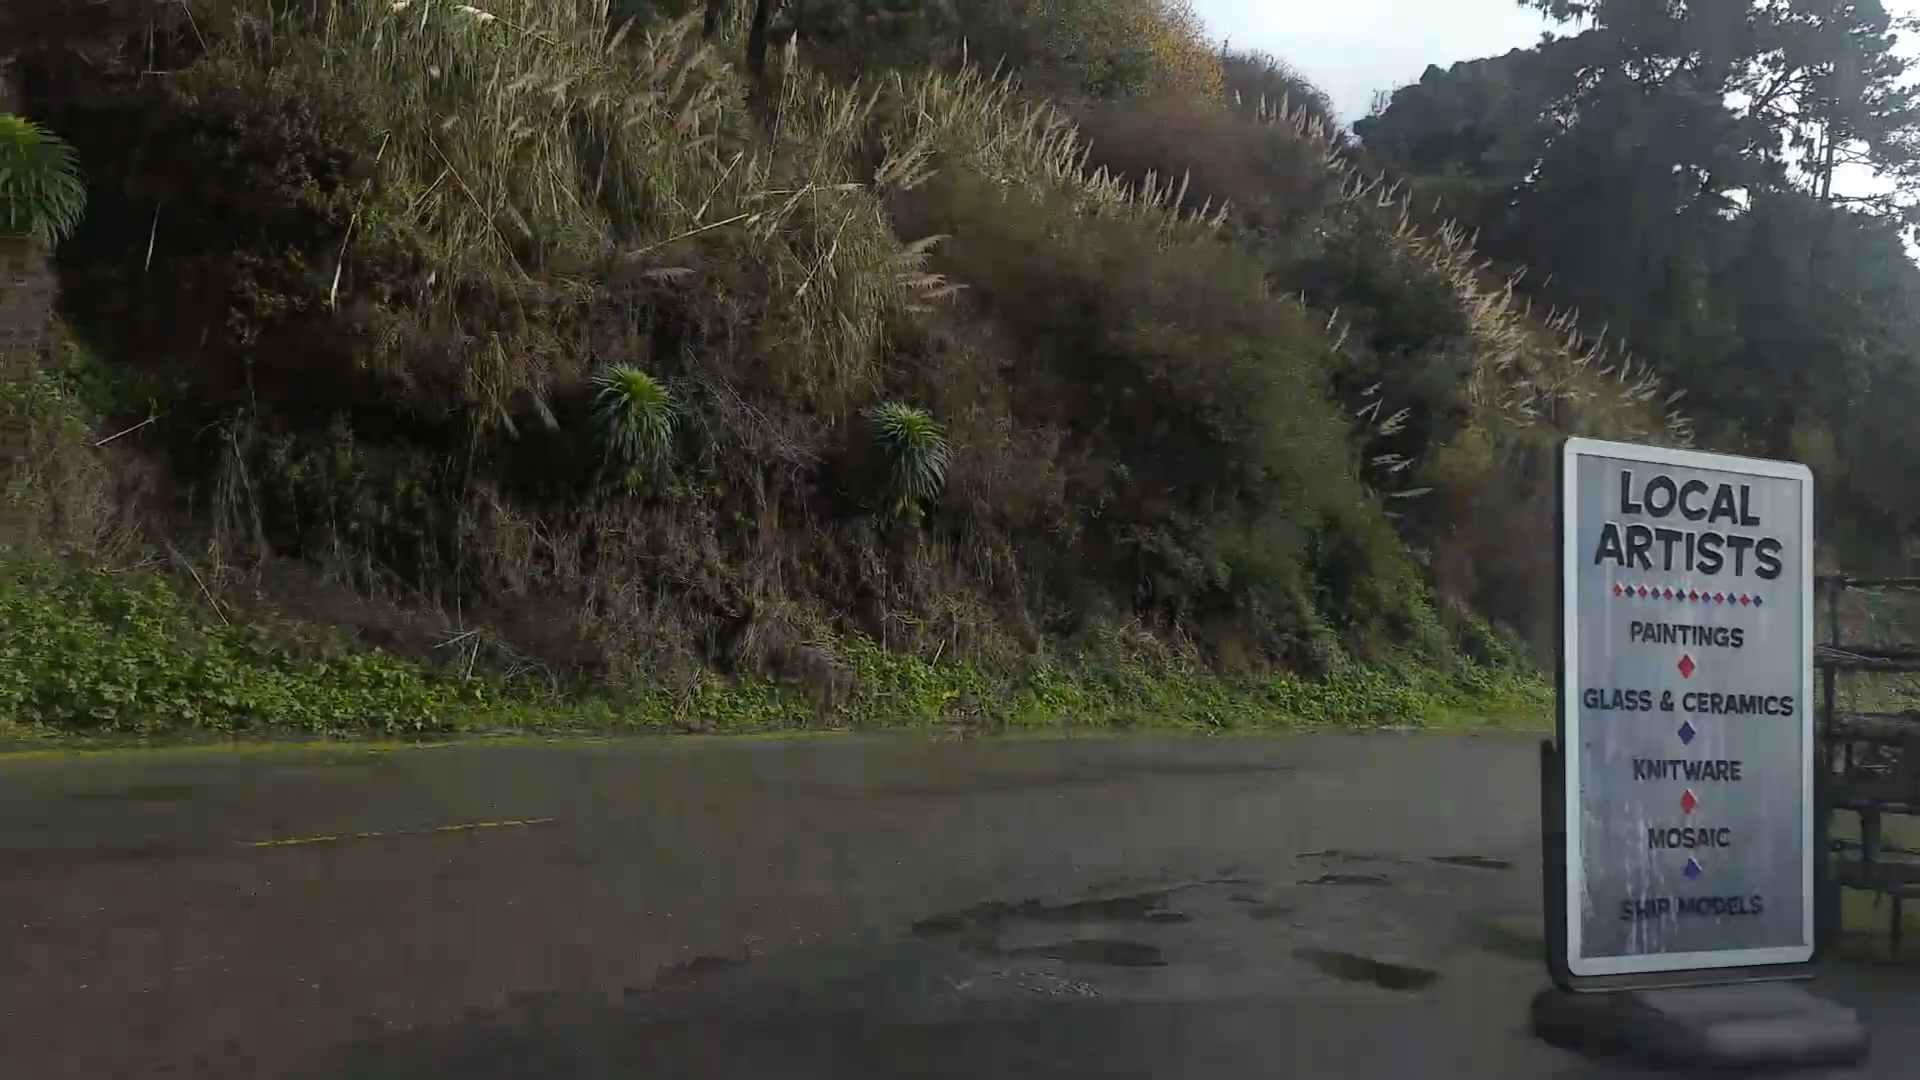 LOCAL
ARTISTS
PAINTINGS
GLASS & CERAMICS
KNITWARE
MOSAIC
SHIP MODELS